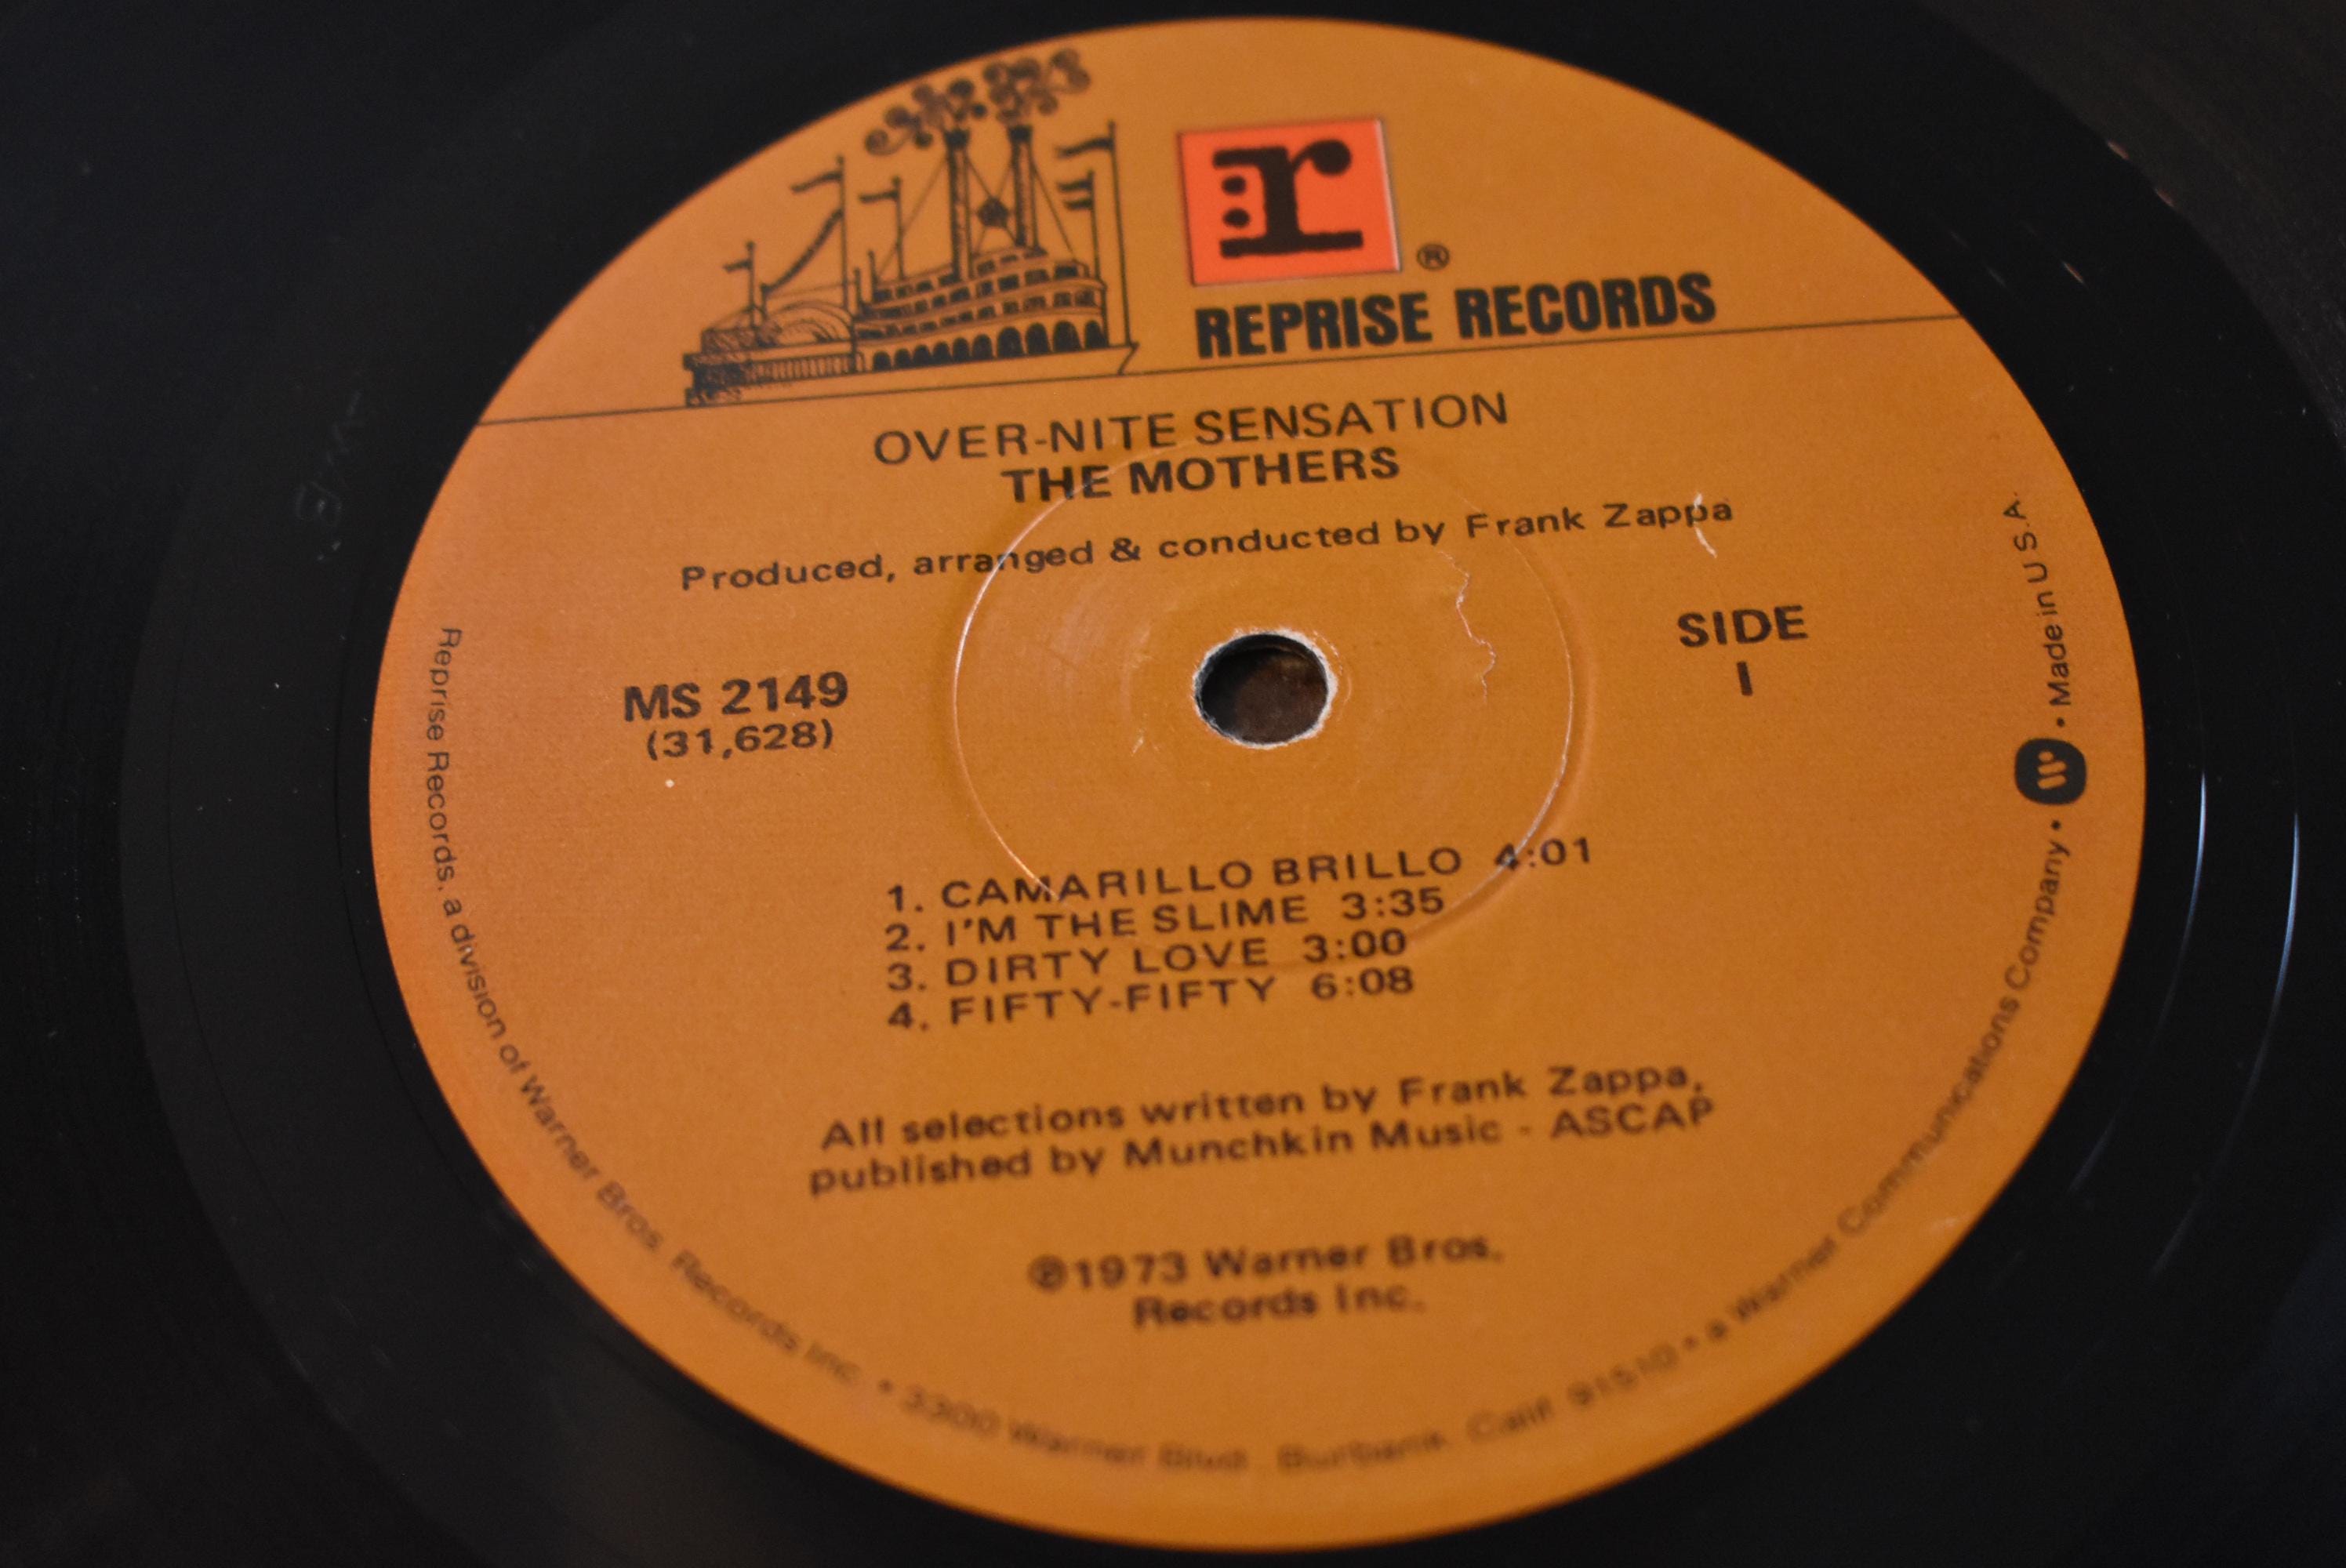 r
®
REPRISE RECORDS
OVER-NITE SENSATION
THE MOTHERS
Produced, arranged & conducted by Frank Zappa
MS 2149
(31,628)
SIDE
1
1. CAMARILLO BRILLO 4:01
2. I'M THE SLIME 3:35
3. DIRTY LOVE 3:00
4. FIFTY-FIFTY 6:08
All selections written by Frank Zappa,
published by Munchkin Music - ASCAP
℗1973 Warner Bros.
Records Inc.
Reprise Records, a division of Warner Bros. Records Inc. • 3300 Warner Blvd. Burbank, Calif. 91510 • a Warner Communications Company • W • Made in U.S.A.